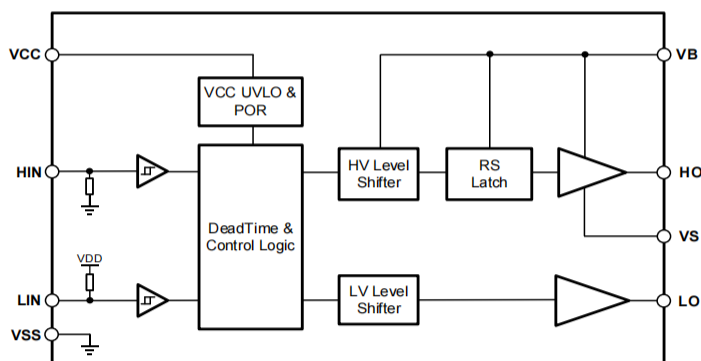 VCC
VB
VCC UVLO &
POR
HIN
HV Level
Shifter
RS
Latch
HO
DeadTime &
Control Logic
VS
VDD
LIN
LV Level
Shifter
LO
VSS